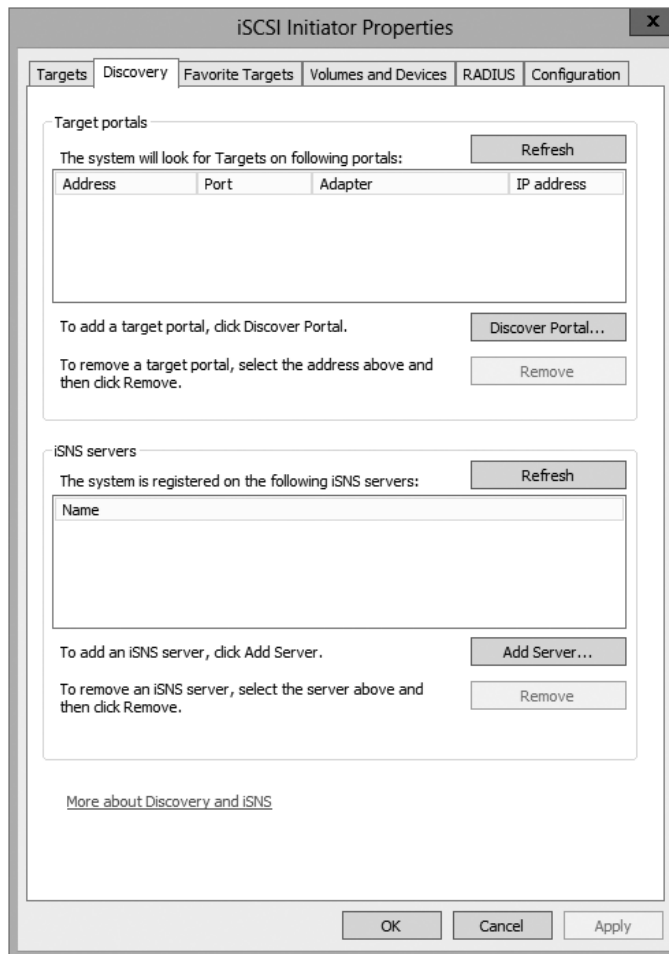 iSCSI Initiator Properties
x
Targets Discovery Favorite Targets Volumes and Devices RADIUS Configuration
Target portals
The system will look for Targets on following portals:
Refresh
Address Port Adapter IP address
To add a target portal, click Discover Portal.
Discover Portal...
To remove a target portal, select the address above and
then click Remove.
Remove
iSNS servers
The system is registered on the following iSNS servers:
Refresh
Name
To add an iSNS server, click Add Server.
Add Server...
To remove an iSNS server, select the server above and
then click Remove.
Remove
More about Discovery and iSNS
OK Cancel Apply